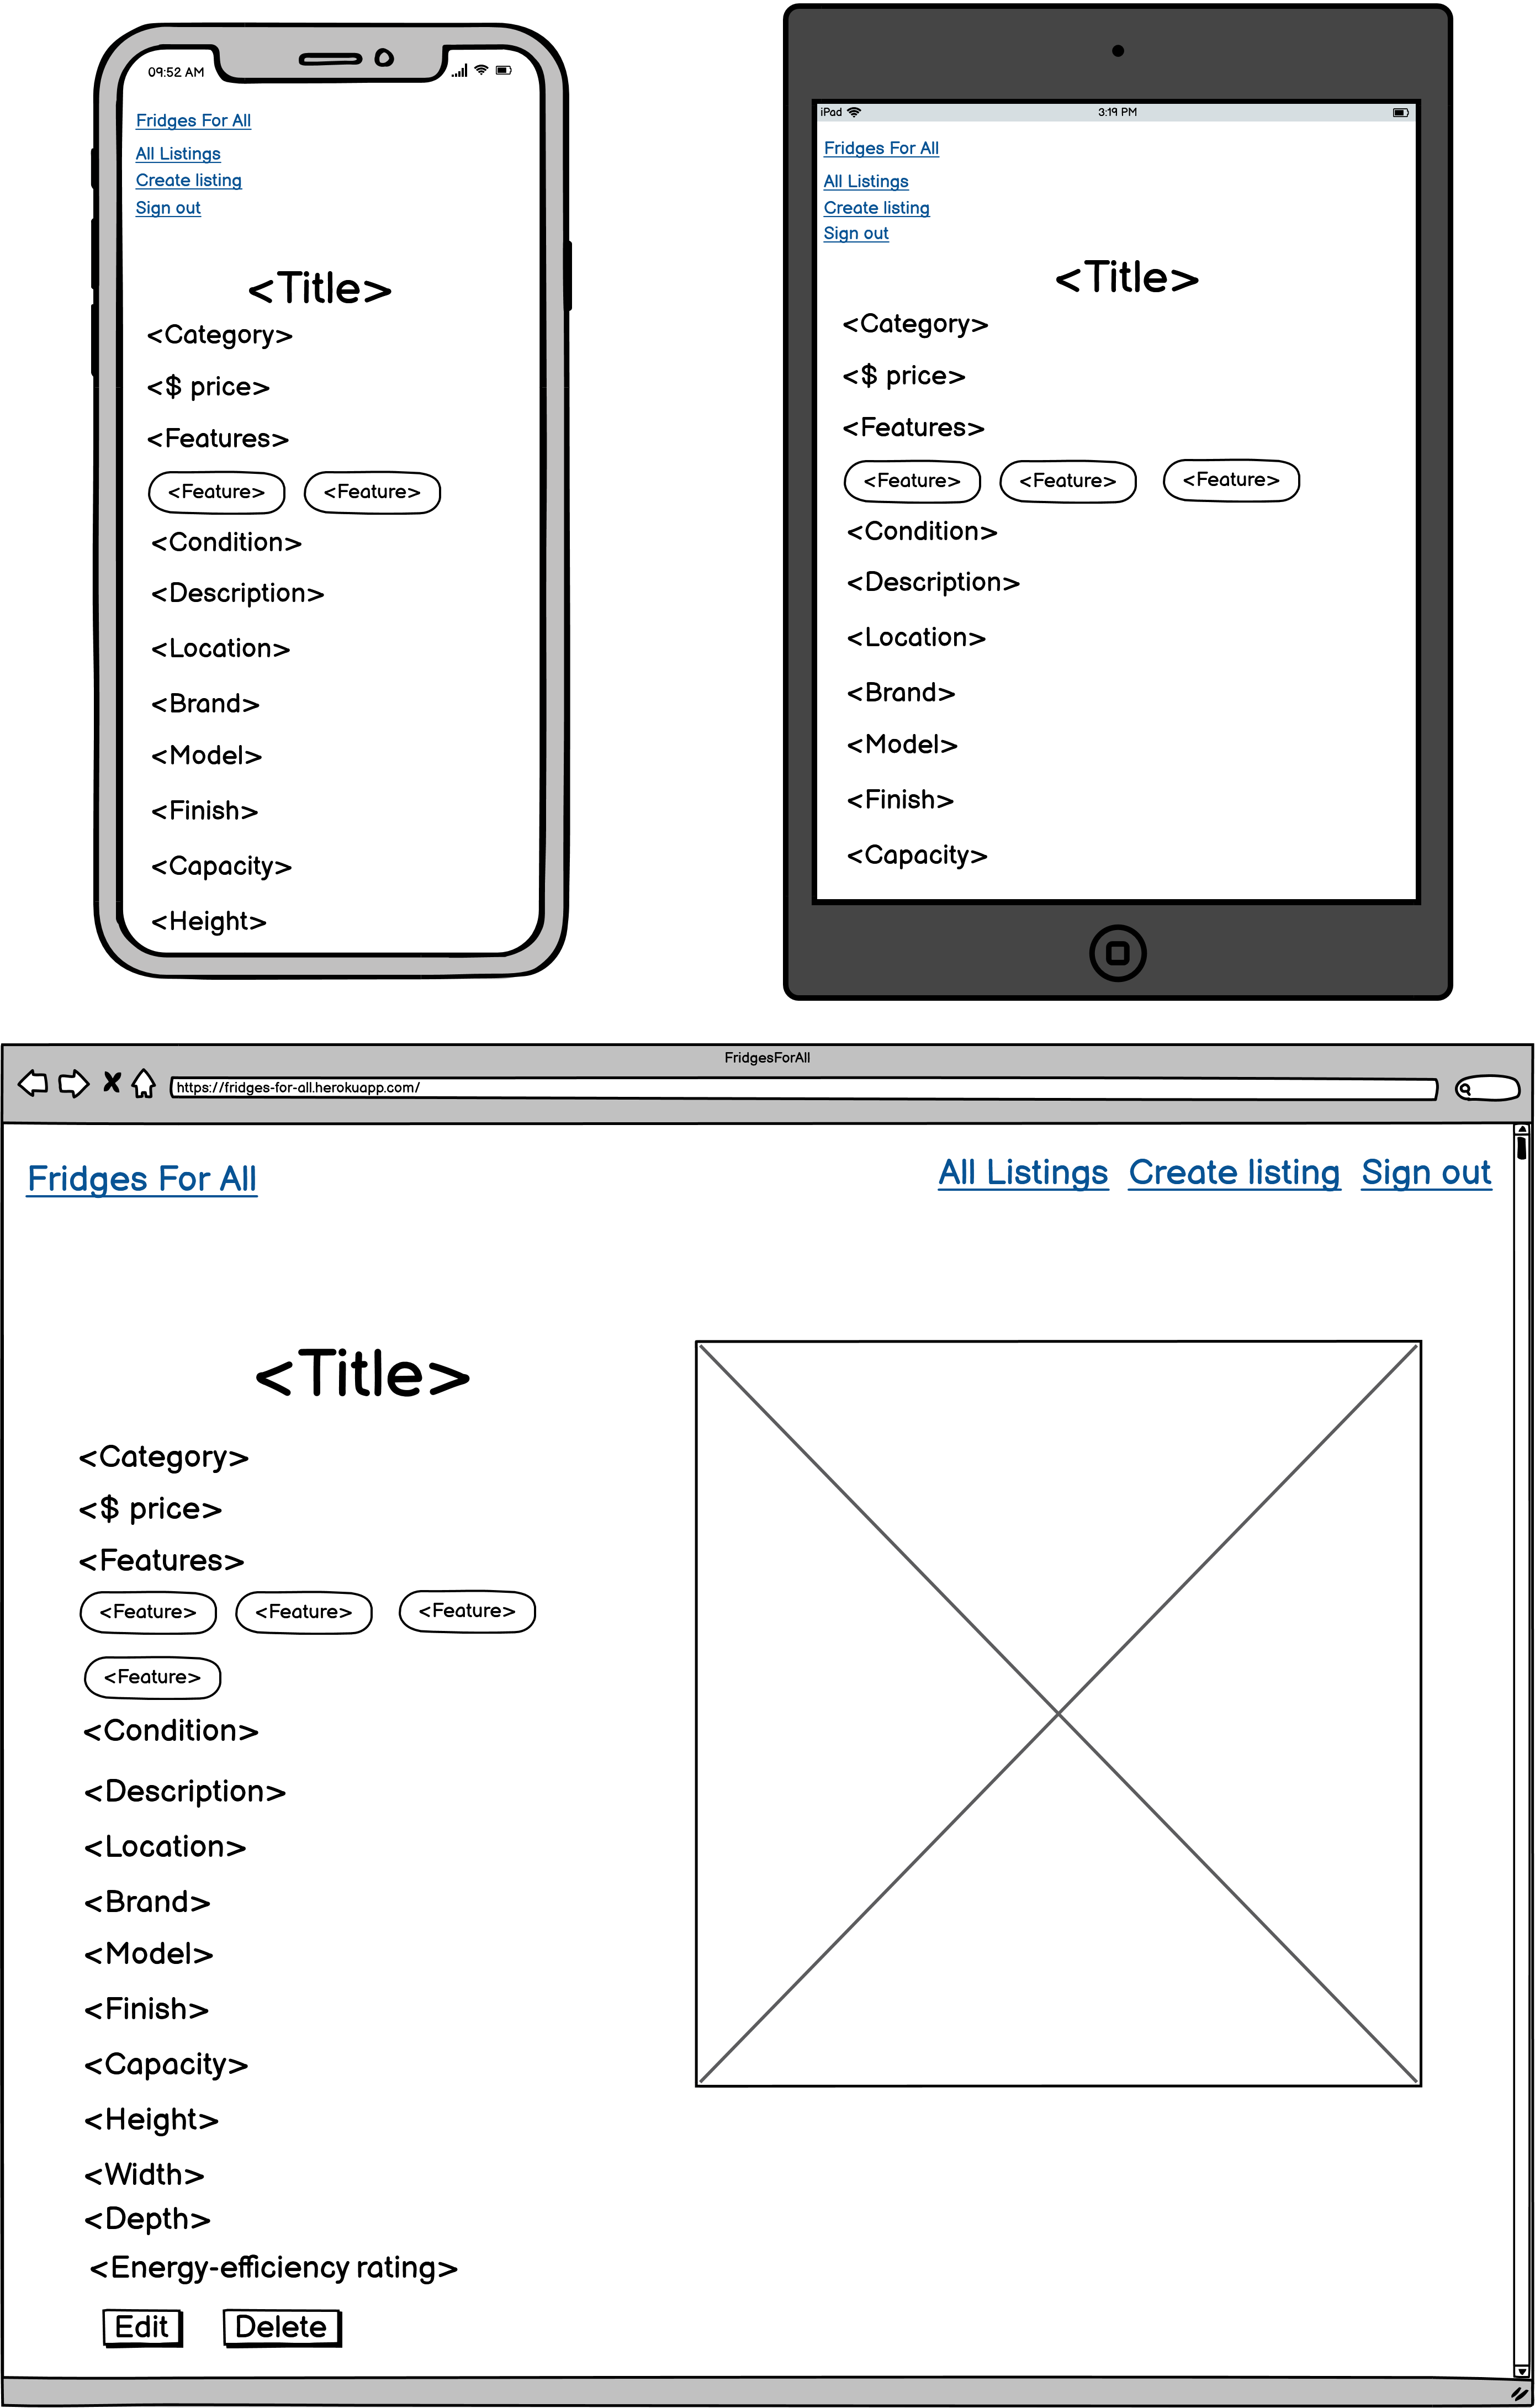 09:52 AM
Fridges For All
All Listings
Create listing
Sign out
<Title>
<Category>
<$ price>
<Features>
<Feature> <Feature>
<Condition>
<Description>
<Location>
<Brand>
<Model>
<Finish>
<Capacity>
<Height>
iPad 3:19 PM
Fridges For All
All Listings
Create listing
Sign out
<Title>
<Category>
<$ price>
<Features>
<Feature> <Feature> <Feature>
<Condition>
<Description>
<Location>
<Brand>
<Model>
<Finish>
<Capacity>
FridgesForAll
https://fridges-for-all.herokuapp.com/
Fridges For All All Listings Create listing Sign out
<Title>
<Category>
<$ price>
<Features>
<Feature> <Feature> <Feature>
<Feature>
<Condition>
<Description>
<Location>
<Brand>
<Model>
<Finish>
<Capacity>
<Height>
<Width>
<Depth>
<Energy-efficiency rating>
Edit Delete